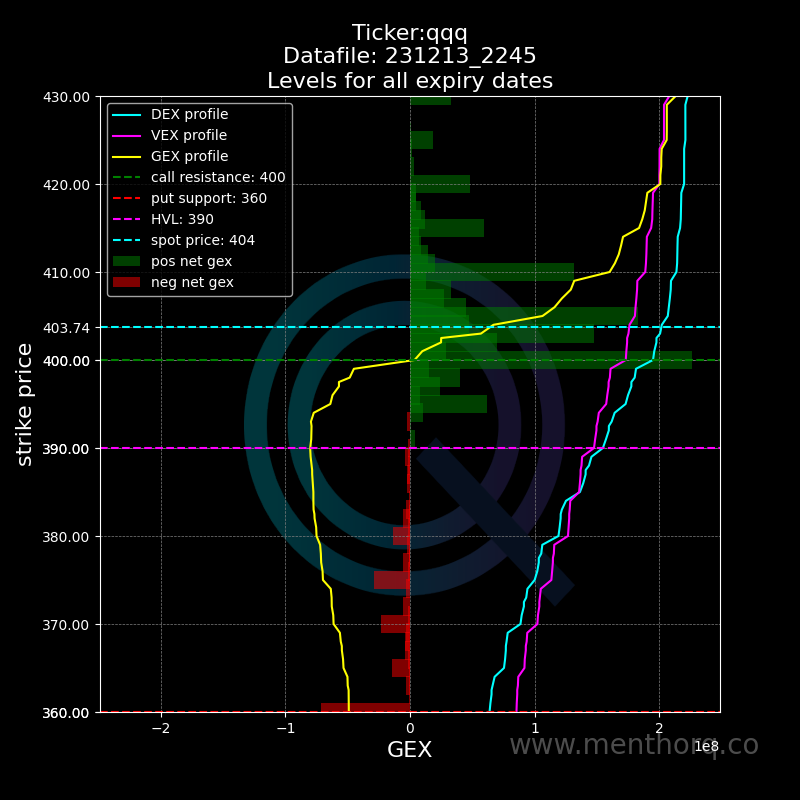 Ticker:qqq
Datafile: 231213_2245
Levels for all expiry dates
DEX profile
VEX profile
GEX profile
call resistance: 400
put support: 360
HVL: 390
spot price: 404
pos net gex
neg net gex
430.00
420.00
410.00
403.74
400.00
390.00
380.00
370.00
360.00
strike price
−2
−1
0
1
2
1e8
GEX
www.menthorq.co